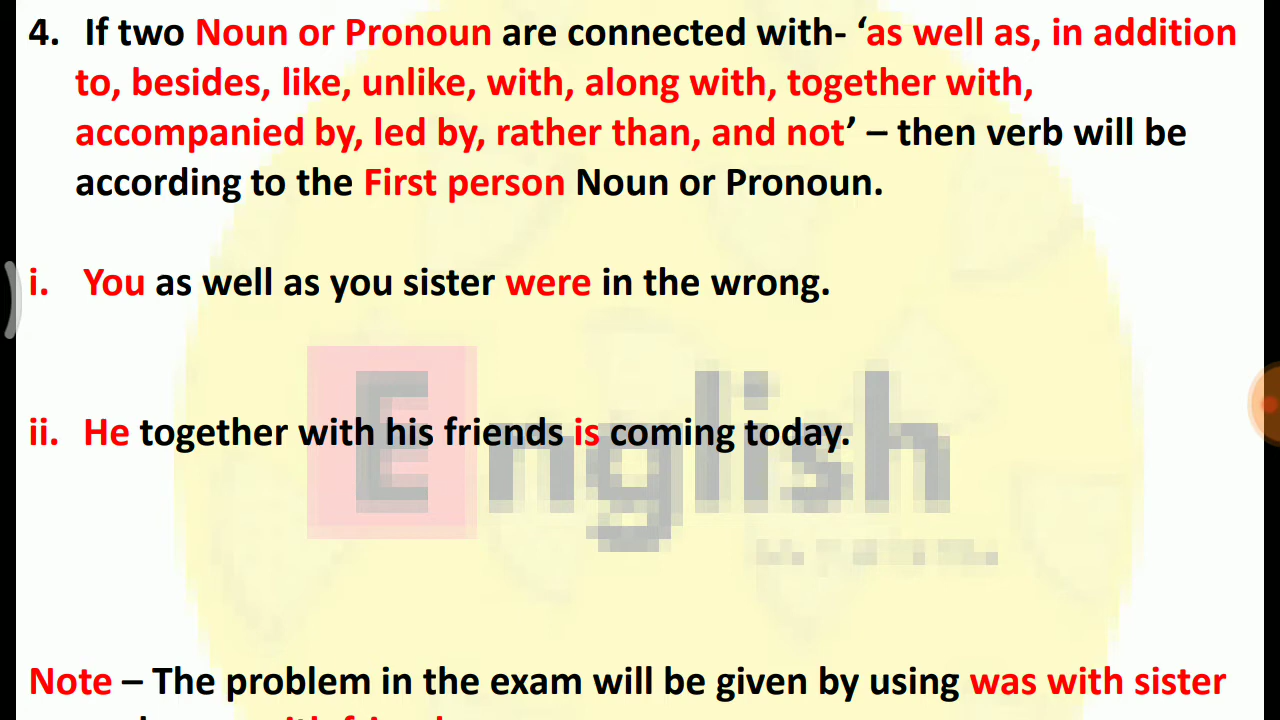 4. If two Noun or Pronoun are connected with- ‘as well as, in addition
to, besides, like, unlike, with, along with, together with,
accompanied by, led by, rather than, and not’ – then verb will be
according to the First person Noun or Pronoun.
i. You as well as you sister were in the wrong.
ii. He together with his friends is coming today.
English
Note – The problem in the exam will be given by using was with sister